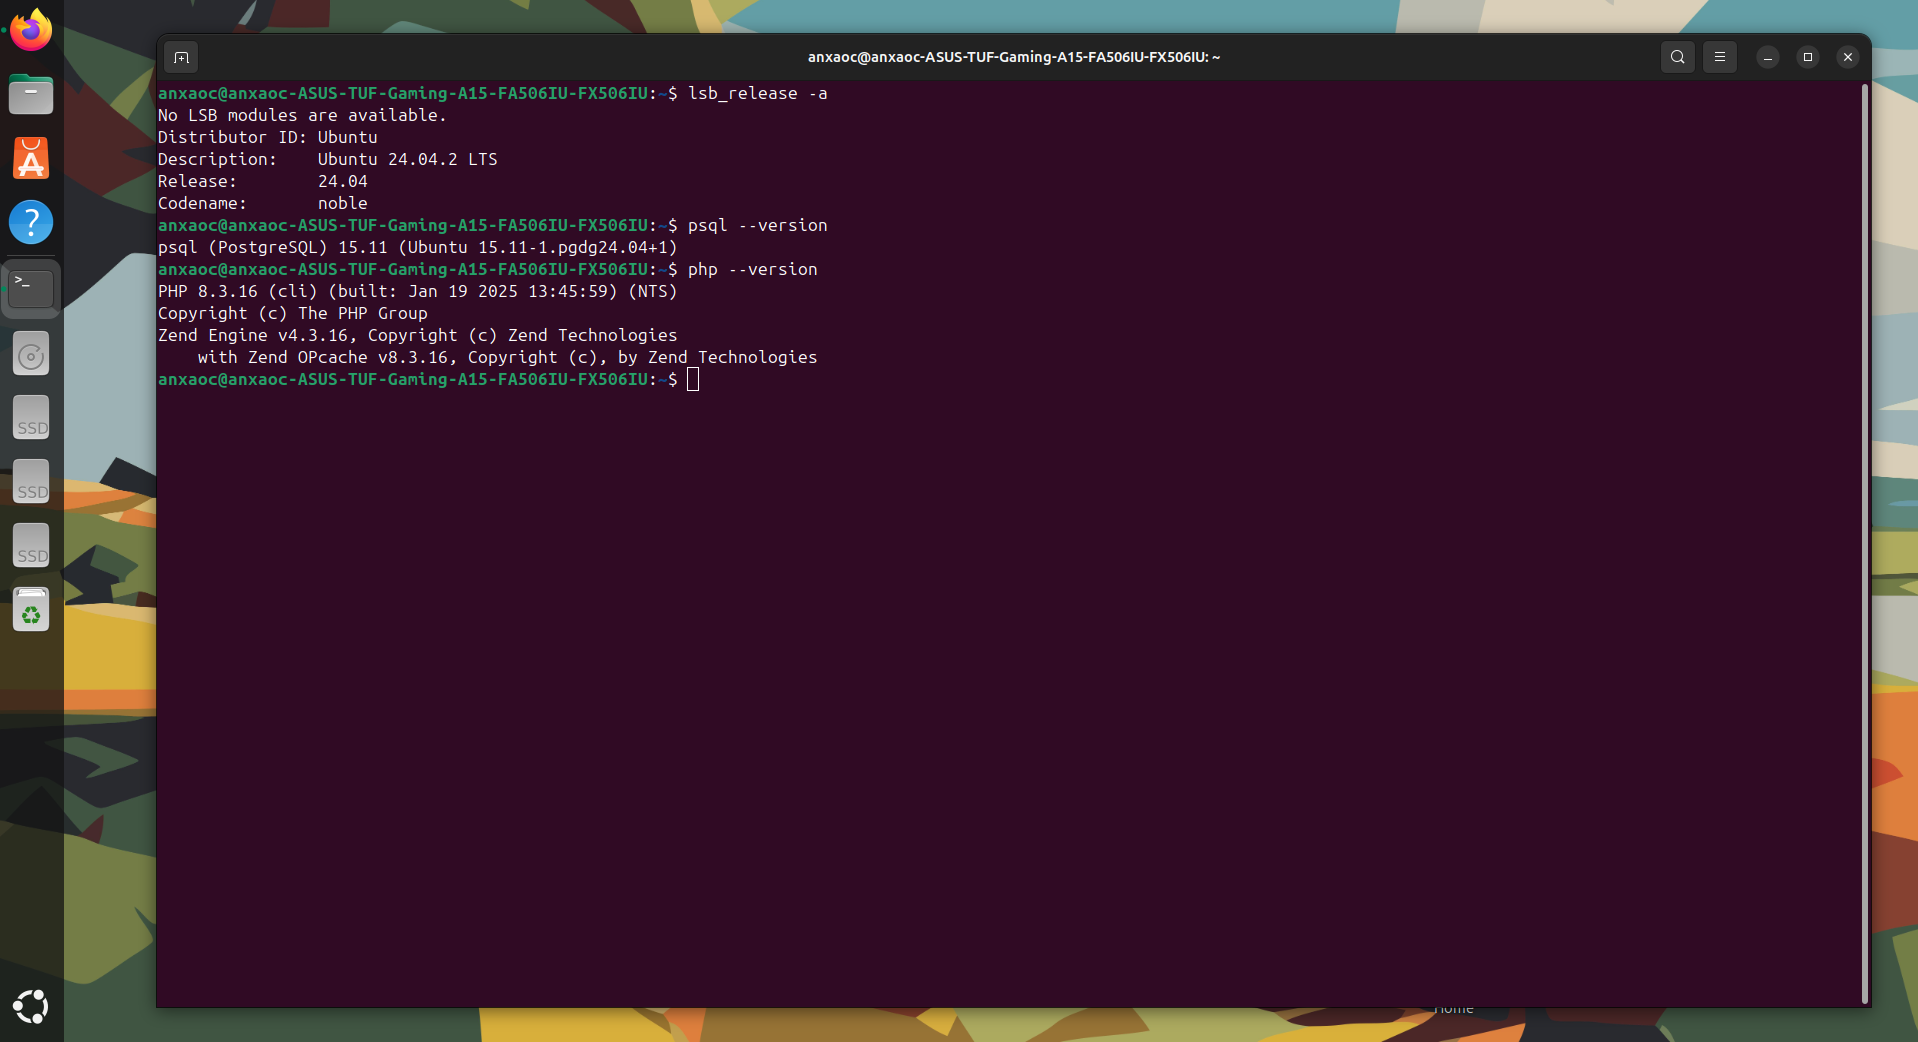 anxaoc@anxaoc-ASUS-TUF-Gaming-A15-FA506IU-FX506IU: ~
anxaoc@anxaoc-ASUS-TUF-Gaming-A15-FA506IU-FX506IU:~$ lsb_release -a
No LSB modules are available.
Distributor ID: Ubuntu
Description:    Ubuntu 24.04.2 LTS
Release:        24.04
Codename:       noble
anxaoc@anxaoc-ASUS-TUF-Gaming-A15-FA506IU-FX506IU:~$ psql --version
psql (PostgreSQL) 15.11 (Ubuntu 15.11-1.pgdg24.04+1)
anxaoc@anxaoc-ASUS-TUF-Gaming-A15-FA506IU-FX506IU:~$ php --version
PHP 8.3.16 (cli) (built: Jan 19 2025 13:45:59) (NTS)
Copyright (c) The PHP Group
Zend Engine v4.3.16, Copyright (c) Zend Technologies
    with Zend OPcache v8.3.16, Copyright (c), by Zend Technologies
anxaoc@anxaoc-ASUS-TUF-Gaming-A15-FA506IU-FX506IU:~$
?
>_
SSD
SSD
SSD
Home